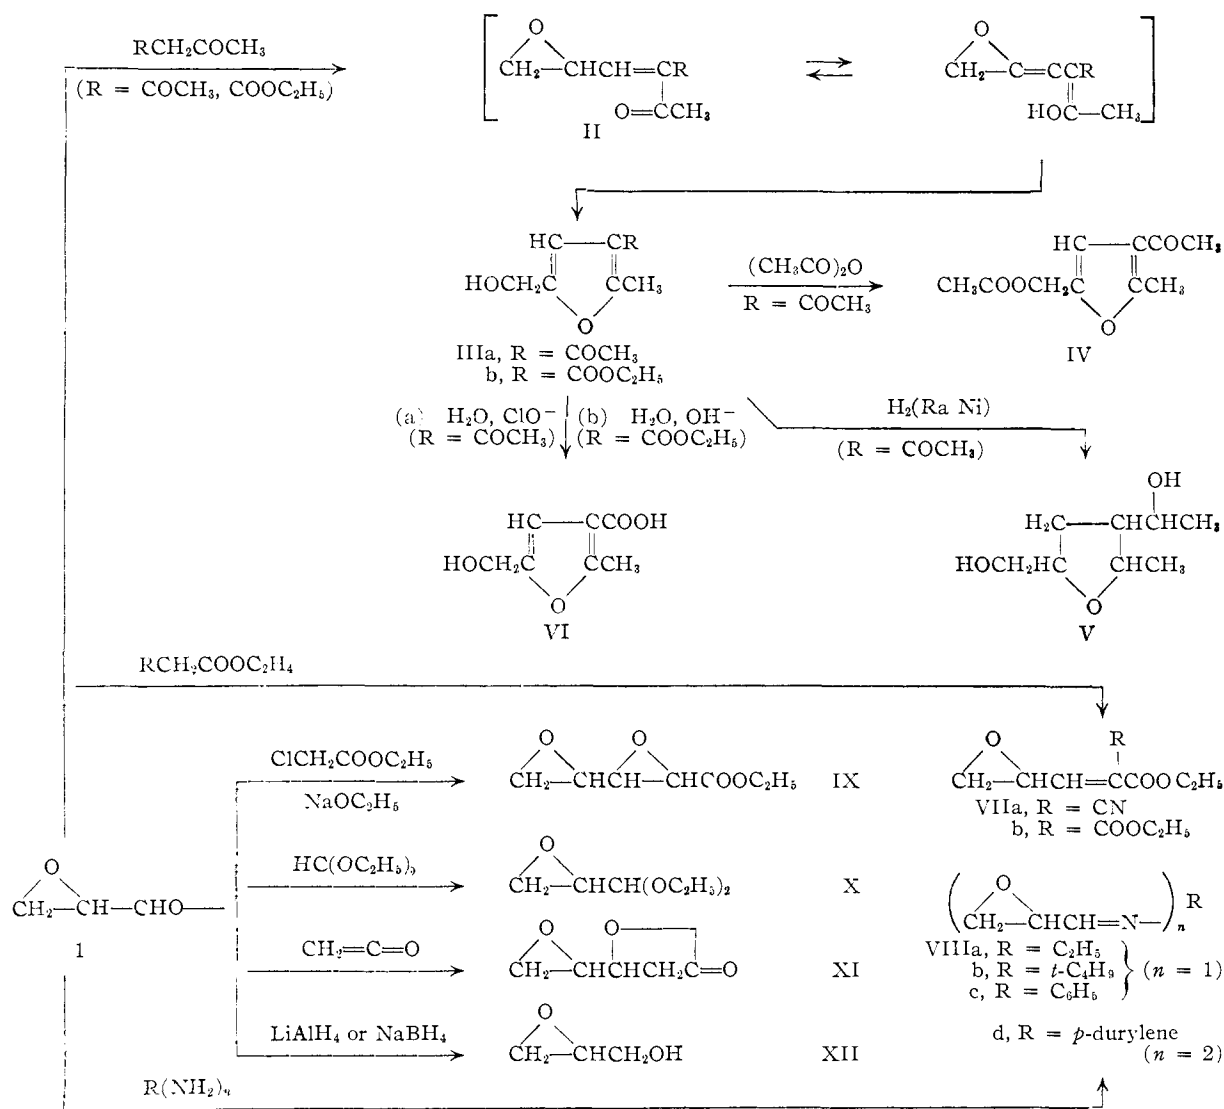 RCH2COCH3
(R = COCH3, COOC2H5)
O
CH2—CH—CH=CR
O=CCH3
II
O
CH2—C=C—CR
HOC—CH3
HC——CR
HOCH2C CCH3
O
IIIa, R = COCH3
b, R = COOC2H5
(CH3CO)2O
R = COCH3
HC——CCOCH3
CH3COOCH2C CCH3
O
IV
(a) H2O, ClO− (b) H2O, OH−
(R = COCH3) (R = COOC2H5)
H2(Ra Ni)
(R = COCH3)
HC——CCOOH
HOCH2C CCH3
O
VI
OH
H2C——CHCHCH3
HOCH2HC CHCH3
O
V
RCH2COOC2H4
ClCH2COOC2H5
NaOC2H5
O O
CH2—CHCH—CHCOOC2H5 IX
O R
CH2—CHCH=CCOOC2H5
VIIa, R = CN
b, R = COOC2H5
O
CH2—CH—CHO
1
HC(OC2H5)3
O
CH2—CHCH(OC2H5)2 X
CH2=C=O
O O
CH2—CHCHCH2C=O XI
LiAlH4 or NaBH4
O
CH2—CHCH2OH XII
O
(CH2—CHCH=N—)n R
VIIIa, R = C2H5
b, R = t-C4H9 } (n = 1)
c, R = C6H5
d, R = p-durylene
(n = 2)
R(NH2)n